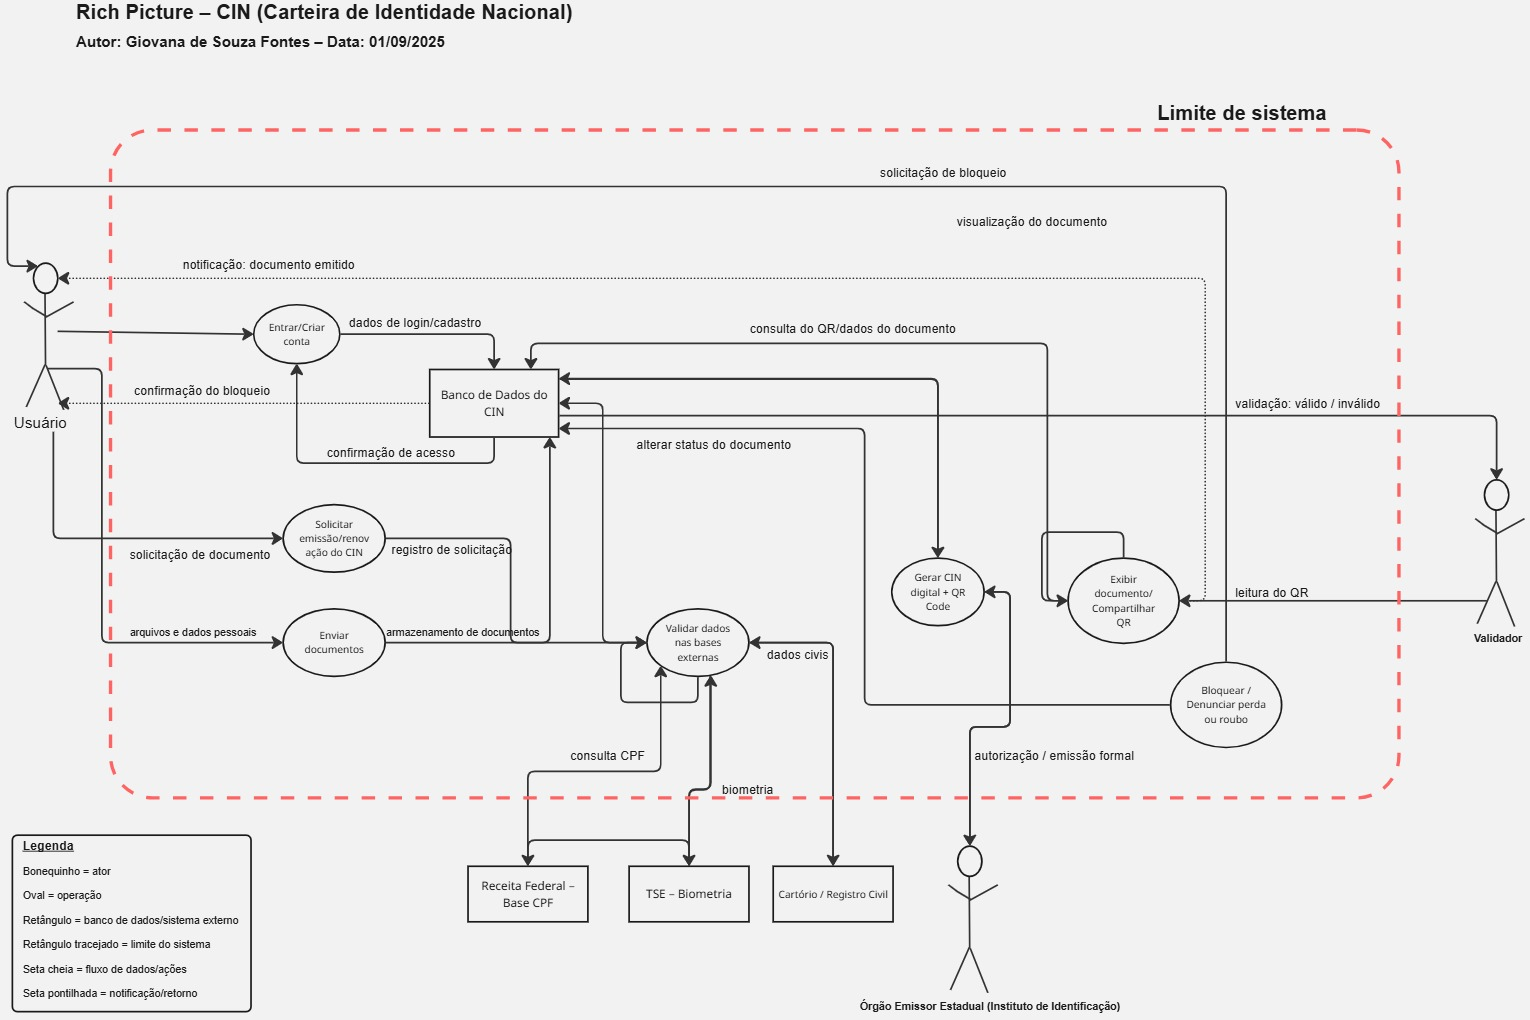 Rich Picture – CIN (Carteira de Identidade Nacional)
Autor: Giovana de Souza Fontes – Data: 01/09/2025
Limite de sistema
solicitação de bloqueio
visualização do documento
notificação: documento emitido
Entrar/Criar
conta
dados de login/cadastro
consulta do QR/dados do documento
confirmação do bloqueio
Banco de Dados do
CIN
validação: válido / inválido
Usuário
confirmação de acesso
alterar status do documento
Solicitar
emissão/renov
ação do CIN
solicitação de documento
registro de solicitação
Gerar CIN
digital + QR
Code
Exibir
documento/
Compartilhar
QR
leitura do QR
Validador
arquivos e dados pessoais
Enviar
documentos
armazenamento de documentos
Validar dados
nas bases
externas
dados civis
Bloquear /
Denunciar perda
ou roubo
consulta CPF
autorização / emissão formal
biometria
Receita Federal –
Base CPF
TSE – Biometria
Cartório / Registro Civil
Órgão Emissor Estadual (Instituto de Identificação)
Legenda
Bonequinho = ator
Oval = operação
Retângulo = banco de dados/sistema externo
Retângulo tracejado = limite do sistema
Seta cheia = fluxo de dados/ações
Seta pontilhada = notificação/retorno